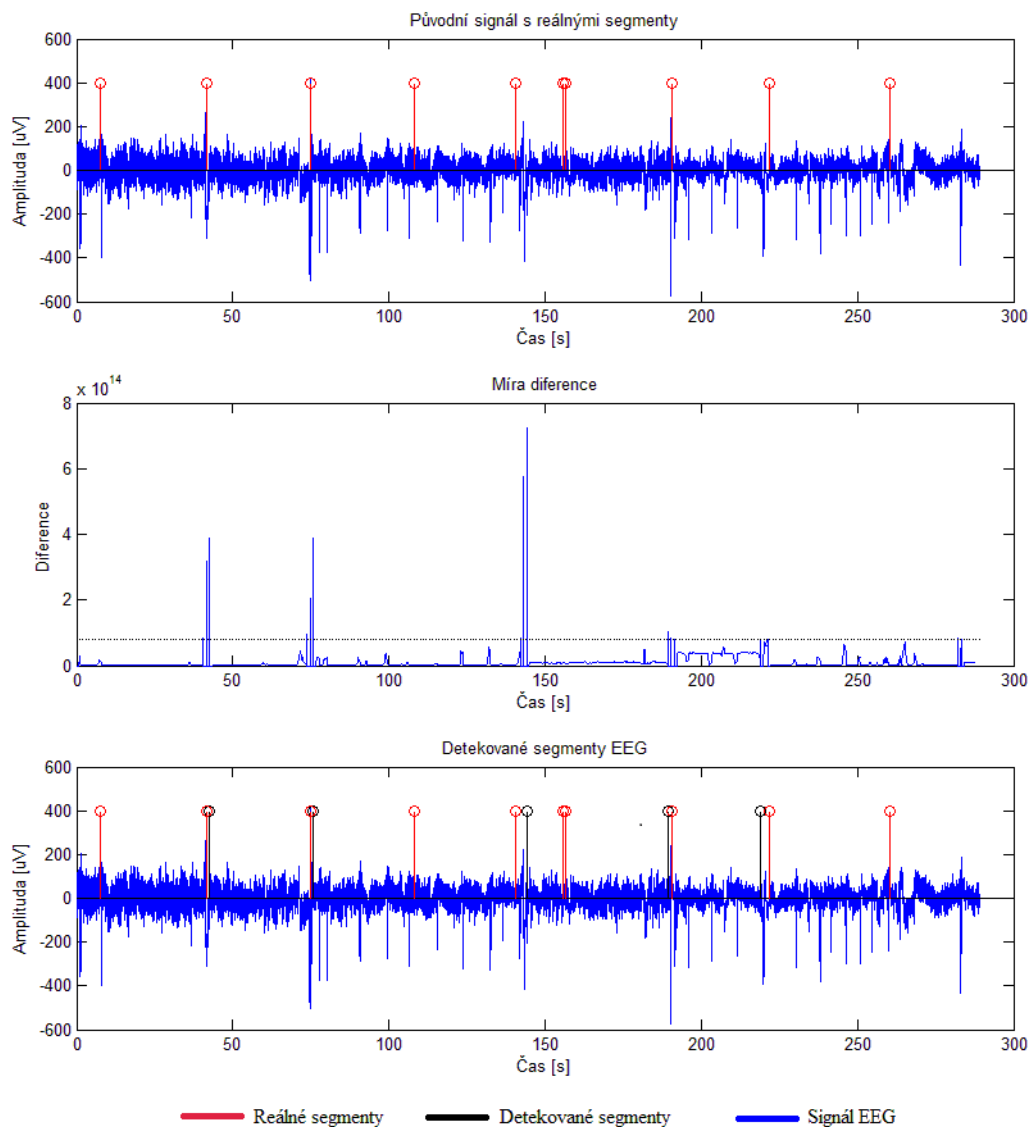 Původní signál s reálnými segmenty
600
400
200
0
-200
-400
-600
Amplituda [uV]
0 50 100 150 200 250 300
Čas [s]
Míra diference
x 10^14
8
6
4
2
0
Diference
0 50 100 150 200 250 300
Čas [s]
Detekované segmenty EEG
600
400
200
0
-200
-400
-600
Amplituda [uV]
0 50 100 150 200 250 300
Čas [s]
Reálné segmenty Detekované segmenty Signál EEG